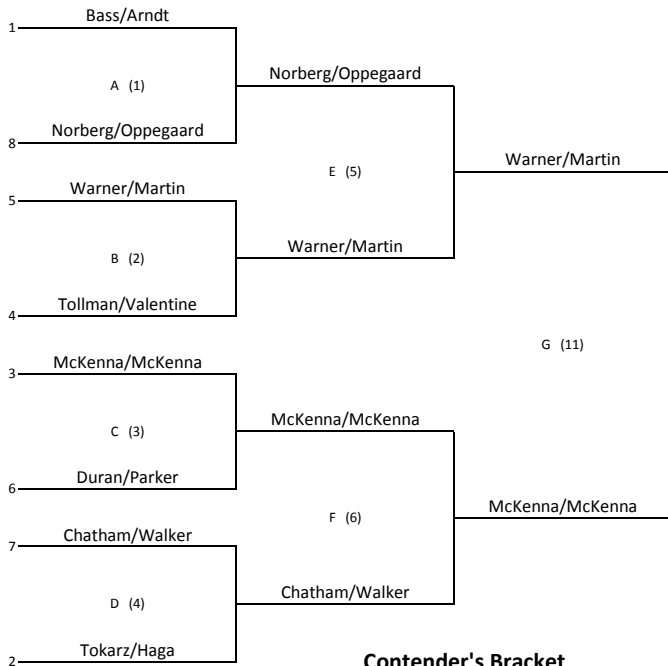 Bass/Arndt
1
A (1)
Norberg/Oppegaard
Norberg/Oppegaard
8
E (5)
Warner/Martin
Warner/Martin
5
B (2)
Warner/Martin
Tollman/Valentine
4
G (11)
McKenna/McKenna
3
C (3)
McKenna/McKenna
Duran/Parker
6
F (6)
McKenna/McKenna
Chatham/Walker
7
D (4)
Chatham/Walker
Tokarz/Haga
2
Contender's Bracket